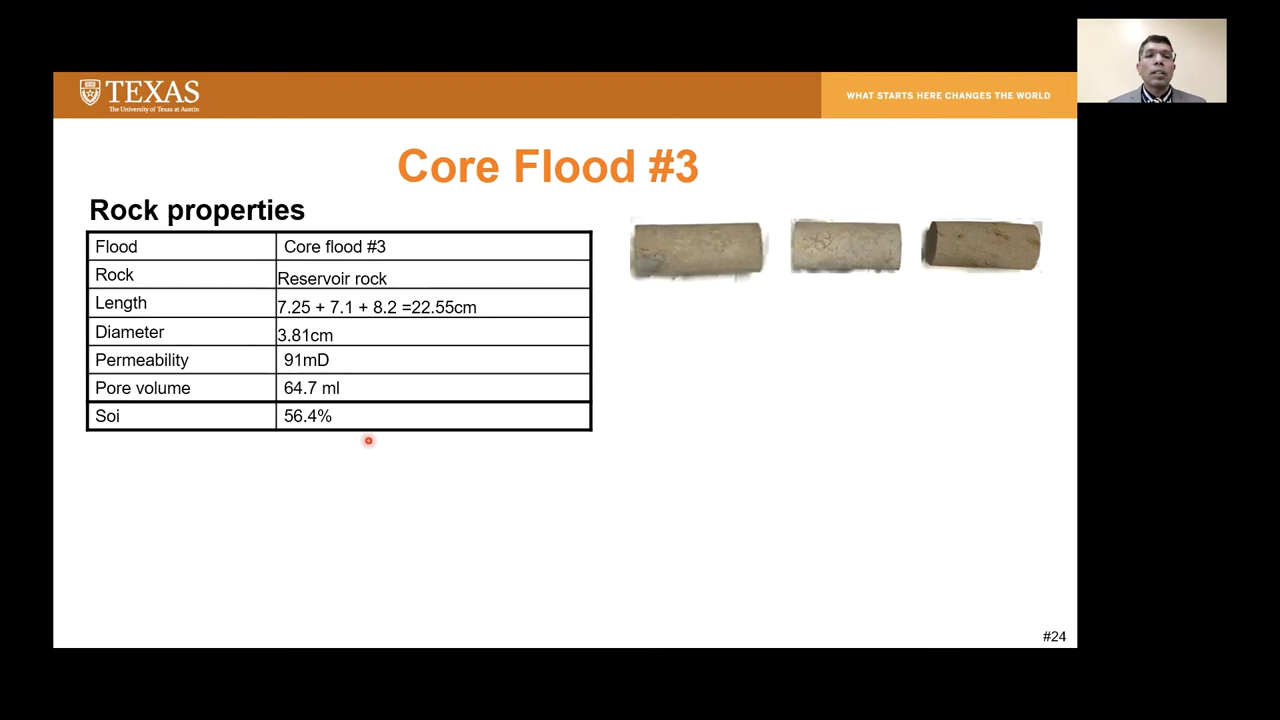 TEXAS
The University of Texas at Austin
WHAT STARTS HERE CHANGES THE WORLD
Core Flood #3
Rock properties
Flood Core flood #3
Rock Reservoir rock
Length 7.25 + 7.1 + 8.2 =22.55cm
Diameter 3.81cm
Permeability 91mD
Pore volume 64.7 ml
Soi 56.4%
#24